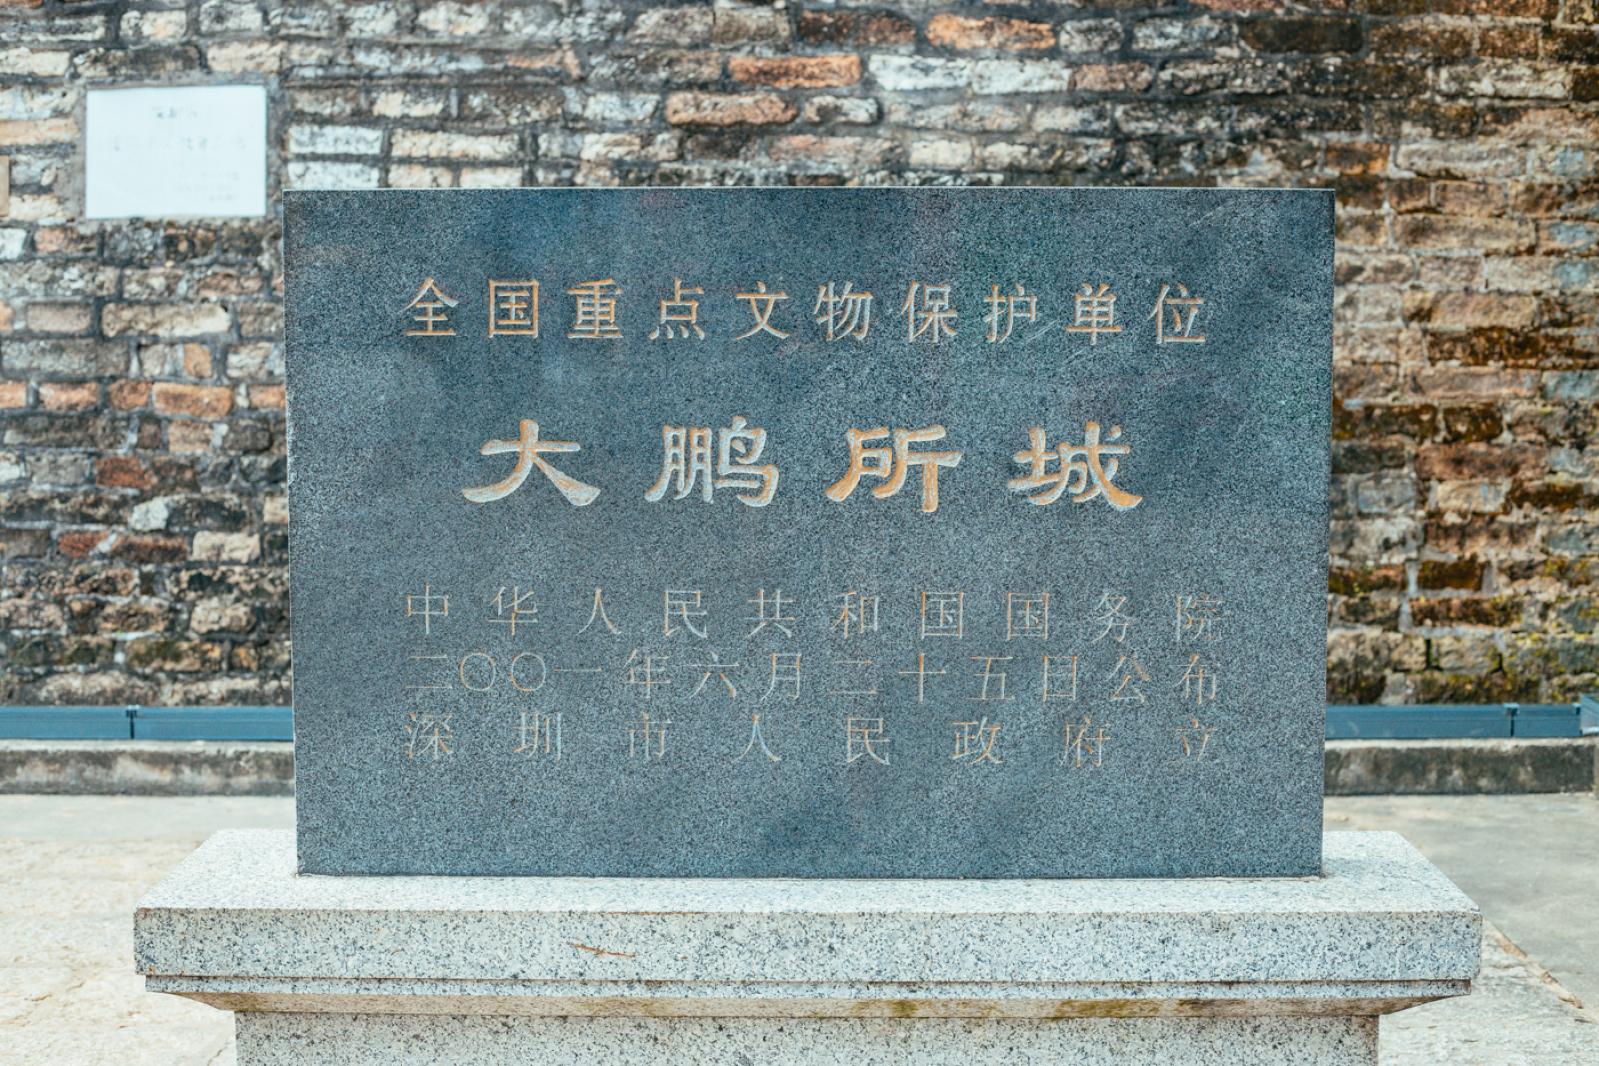 全国重点文物保护单位
大鹏所城
中华人民共和国国务院
二〇〇一年六月二十五日公布
深圳市人民政府立